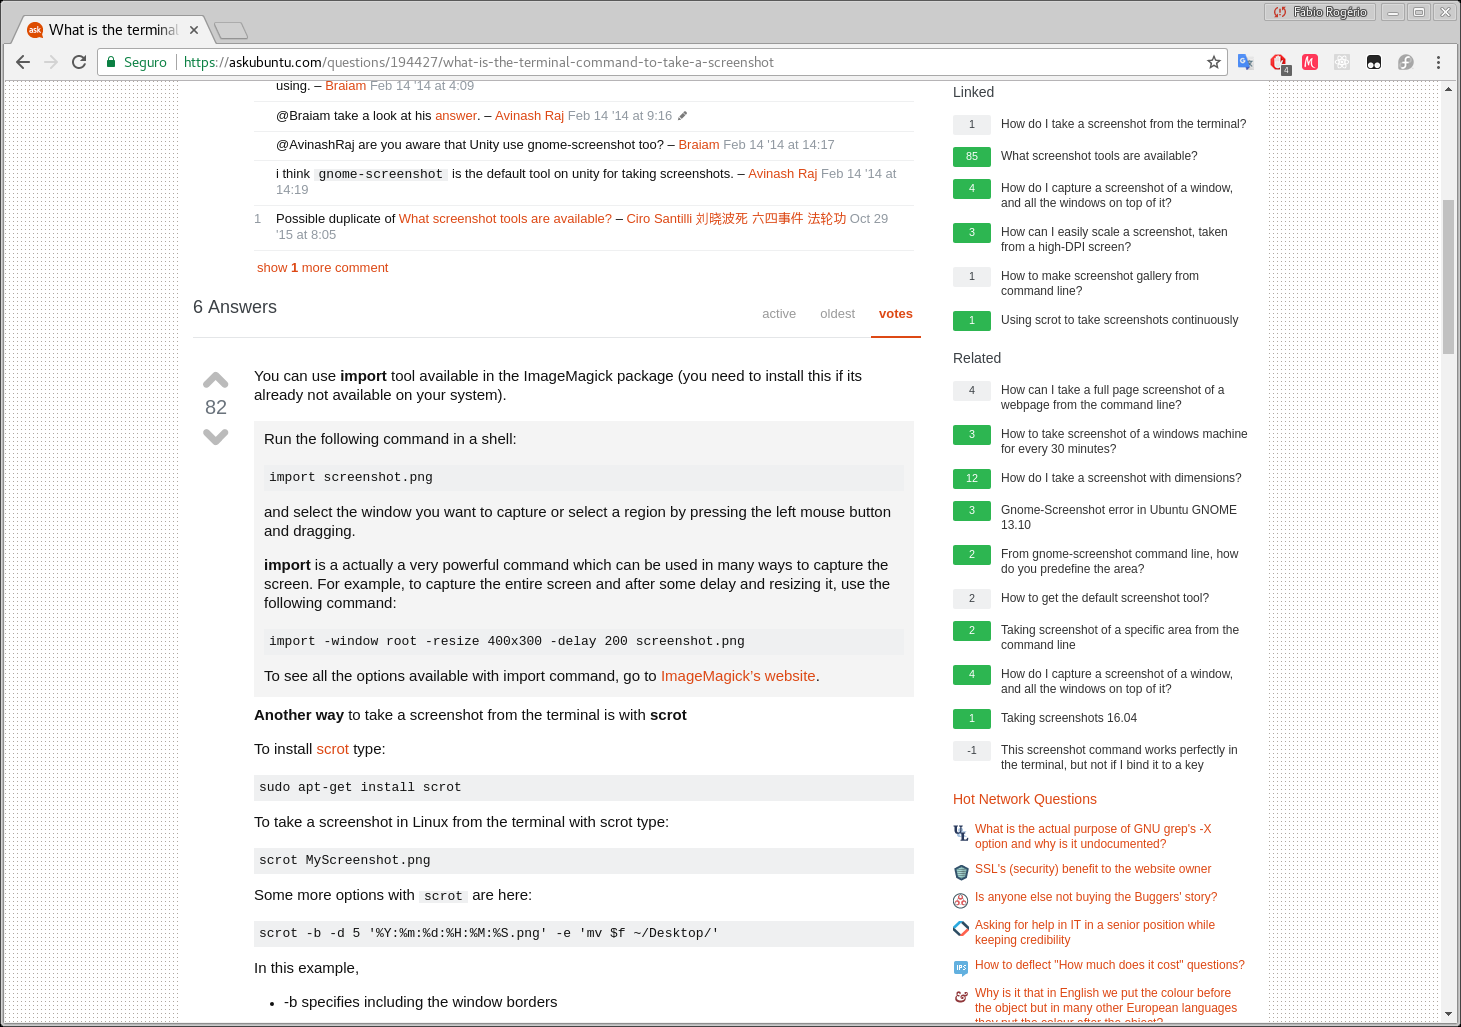 Fábio Rogério
What is the terminal
Seguro
https://askubuntu.com/questions/194427/what-is-the-terminal-command-to-take-a-screenshot
4
using. – Braiam Feb 14 '14 at 4:09
@Braiam take a look at his answer. – Avinash Raj Feb 14 '14 at 9:16
@AvinashRaj are you aware that Unity use gnome-screenshot too? – Braiam Feb 14 '14 at 14:17
i think gnome-screenshot is the default tool on unity for taking screenshots. – Avinash Raj Feb 14 '14 at
14:19
1 Possible duplicate of What screenshot tools are available? – Ciro Santilli 刘晓波死 六四事件 法轮功 Oct 29
'15 at 8:05
show 1 more comment
6 Answers
active oldest votes
82
You can use import tool available in the ImageMagick package (you need to install this if its
already not available on your system).
Run the following command in a shell:
import screenshot.png
and select the window you want to capture or select a region by pressing the left mouse button
and dragging.
import is a actually a very powerful command which can be used in many ways to capture the
screen. For example, to capture the entire screen and after some delay and resizing it, use the
following command:
import -window root -resize 400x300 -delay 200 screenshot.png
To see all the options available with import command, go to ImageMagick's website.
Another way to take a screenshot from the terminal is with scrot
To install scrot type:
sudo apt-get install scrot
To take a screenshot in Linux from the terminal with scrot type:
scrot MyScreenshot.png
Some more options with scrot are here:
scrot -b -d 5 '%Y:%m:%d:%H:%M:%S.png' -e 'mv $f ~/Desktop/'
In this example,
• -b specifies including the window borders
Linked
1 How do I take a screenshot from the terminal?
85 What screenshot tools are available?
4 How do I capture a screenshot of a window,
and all the windows on top of it?
3 How can I easily scale a screenshot, taken
from a high-DPI screen?
1 How to make screenshot gallery from
command line?
1 Using scrot to take screenshots continuously
Related
4 How can I take a full page screenshot of a
webpage from the command line?
3 How to take screenshot of a windows machine
for every 30 minutes?
12 How do I take a screenshot with dimensions?
3 Gnome-Screenshot error in Ubuntu GNOME
13.10
2 From gnome-screenshot command line, how
do you predefine the area?
2 How to get the default screenshot tool?
2 Taking screenshot of a specific area from the
command line
4 How do I capture a screenshot of a window,
and all the windows on top of it?
1 Taking screenshots 16.04
-1 This screenshot command works perfectly in
the terminal, but not if I bind it to a key
Hot Network Questions
What is the actual purpose of GNU grep's -X
option and why is it undocumented?
SSL's (security) benefit to the website owner
Is anyone else not buying the Buggers' story?
Asking for help in IT in a senior position while
keeping credibility
How to deflect "How much does it cost" questions?
Why is it that in English we put the colour before
the object but in many other European languages
they put the colour after the object?